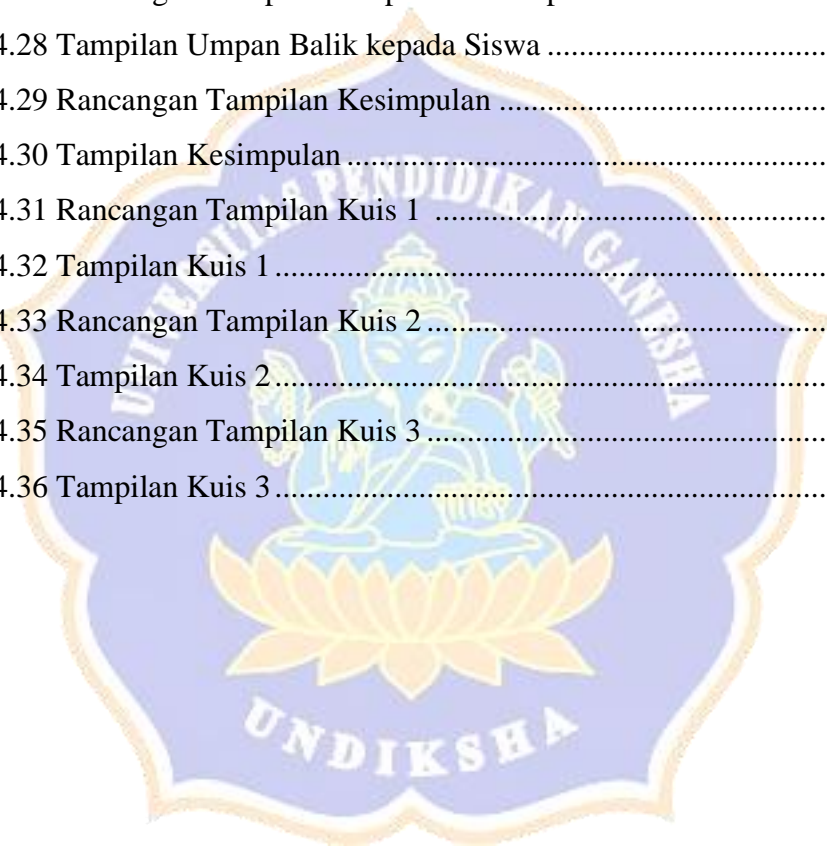 4.28 Tampilan Umpan Balik kepada Siswa ...................................
4.29 Rancangan Tampilan Kesimpulan .........................................
4.30 Tampilan Kesimpulan ............................................................
4.31 Rancangan Tampilan Kuis 1 .................................................
4.32 Tampilan Kuis 1 .....................................................................
4.33 Rancangan Tampilan Kuis 2 ..................................................
4.34 Tampilan Kuis 2 .....................................................................
4.35 Rancangan Tampilan Kuis 3 ..................................................
4.36 Tampilan Kuis 3 .....................................................................
UNIVERSITAS PENDIDIKAN GANESHA
UNDIKSHA